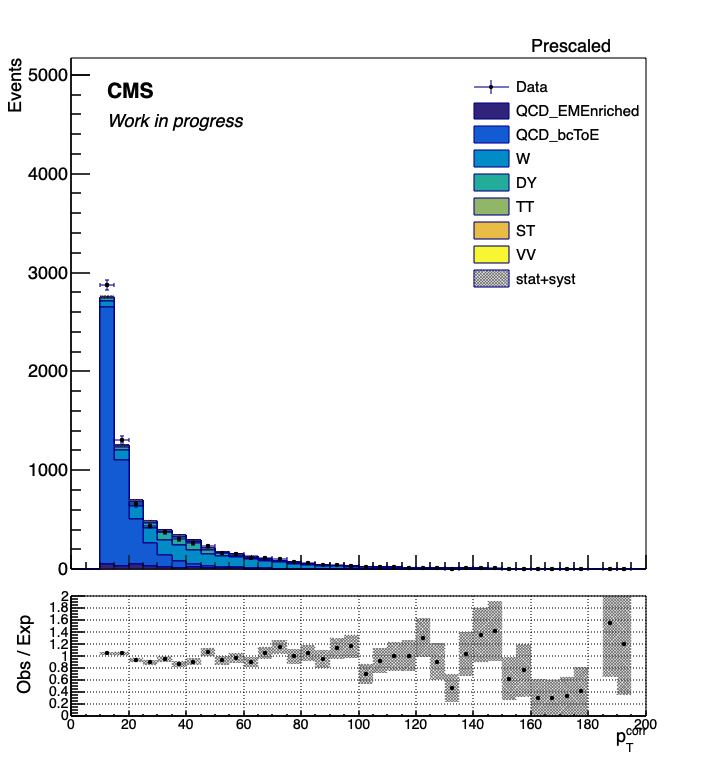 Prescaled
Events
5000
4000
3000
2000
1000
0
CMS
Work in progress
Data
QCD_EMEnriched
QCD_bcToE
W
DY
TT
ST
VV
stat+syst
Obs / Exp
2
1.8
1.6
1.4
1.2
1
0.8
0.6
0.4
0.2
0
0 20 40 60 80 100 120 140 160 180 200
p_T^corr